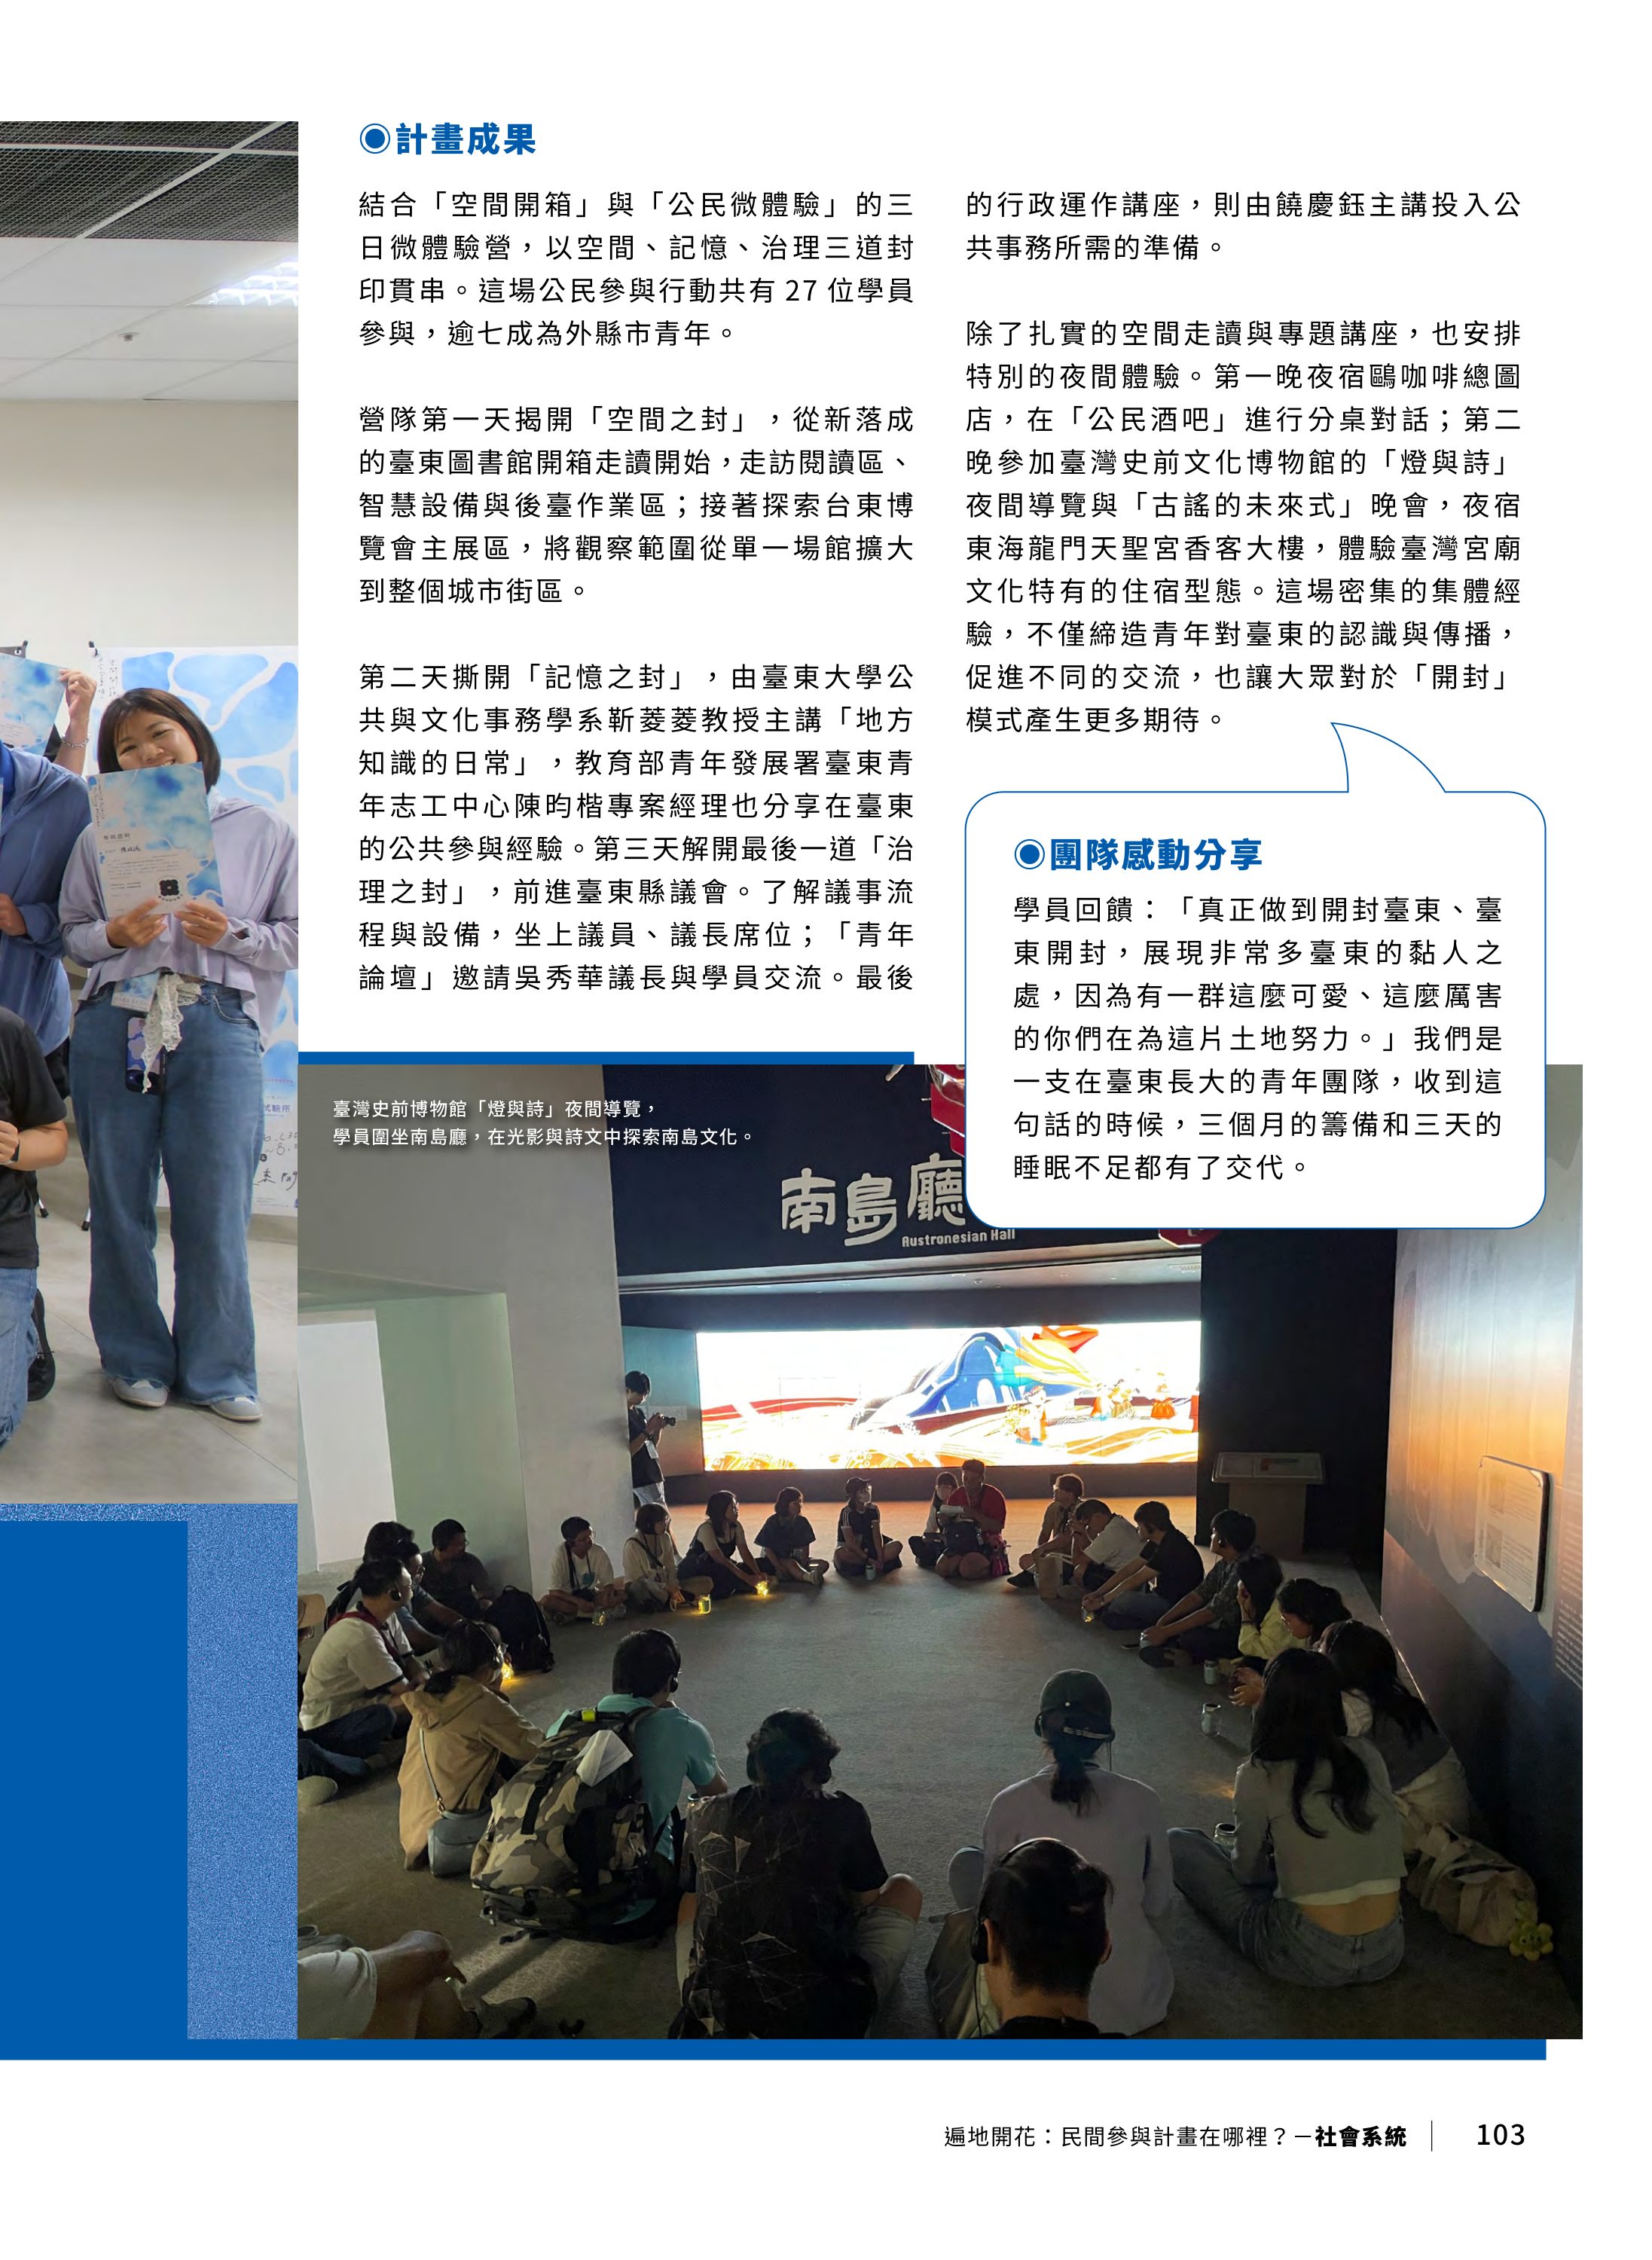 ◉計畫成果
結合「空間開箱」與「公民微體驗」的三
日微體驗營，以空間、記憶、治理三道封
印貫串。這場公民參與行動共有 27 位學員
參與，逾七成為外縣市青年。
營隊第一天揭開「空間之封」，從新落成
的臺東圖書館開箱走讀開始，走訪閱讀區、
智慧設備與後臺作業區；接著探索台東博
覽會主展區，將觀察範圍從單一場館擴大
到整個城市街區。
第二天撕開「記憶之封」，由臺東大學公
共與文化事務學系靳菱菱教授主講「地方
知識的日常」，教育部青年發展署臺東青
年志工中心陳昀楷專案經理也分享在臺東
的公共參與經驗。第三天解開最後一道「治
理之封」，前進臺東縣議會。了解議事流
程與設備，坐上議員、議長席位；「青年
論壇」邀請吳秀華議長與學員交流。最後
的行政運作講座，則由饒慶鈺主講投入公
共事務所需的準備。
除了扎實的空間走讀與專題講座，也安排
特別的夜間體驗。第一晚夜宿鷗咖啡總圖
店，在「公民酒吧」進行分桌對話；第二
晚參加臺灣史前文化博物館的「燈與詩」
夜間導覽與「古謠的未來式」晚會，夜宿
東海龍門天聖宮香客大樓，體驗臺灣宮廟
文化特有的住宿型態。這場密集的集體經
驗，不僅締造青年對臺東的認識與傳播，
促進不同的交流，也讓大眾對於「開封」
模式產生更多期待。
◉團隊感動分享
學員回饋：「真正做到開封臺東、臺
東開封，展現非常多臺東的黏人之
處，因為有一群這麼可愛、這麼厲害
的你們在為這片土地努力。」我們是
一支在臺東長大的青年團隊，收到這
句話的時候，三個月的籌備和三天的
睡眠不足都有了交代。
臺灣史前博物館「燈與詩」夜間導覽，
學員圍坐南島廳，在光影與詩文中探索南島文化。
南島廳
Austronesian Hall
遍地開花：民間參與計畫在哪裡？－社會系統 103